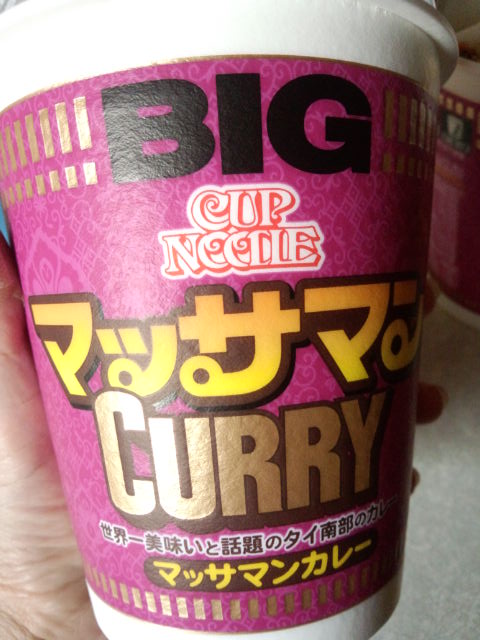 BIG
CUP
NOODLE
マッサマン
CURRY
世界一美味いと話題のタイ南部のカレー
マッサマンカレー